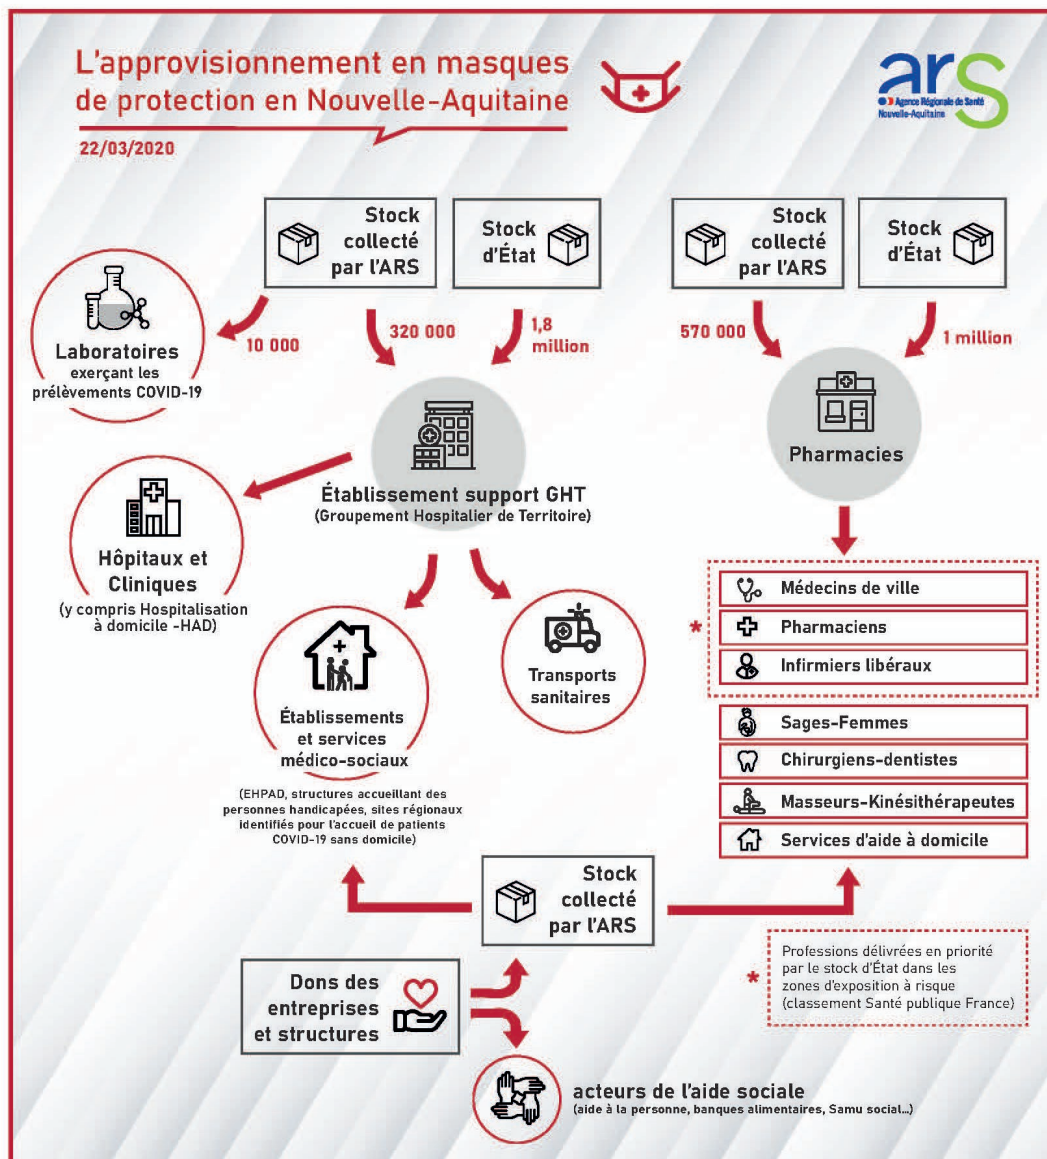 L'approvisionnement en masques
de protection en Nouvelle-Aquitaine
22/03/2020
ars
Agence Régionale de Santé
Nouvelle-Aquitaine
Stock
collecté
par l'ARS
Stock
d'État
Stock
collecté
par l'ARS
Stock
d'État
10 000
320 000
1,8
million
570 000
1 million
Laboratoires
exerçant les
prélèvements COVID-19
Établissement support GHT
(Groupement Hospitalier de Territoire)
Pharmacies
Hôpitaux et
Cliniques
(y compris Hospitalisation
à domicile -HAD)
Établissements
et services
médico-sociaux
(EHPAD, structures accueillant des
personnes handicapées, sites régionaux
identifiés pour l'accueil de patients
COVID-19 sans domicile)
Transports
sanitaires
*
Médecins de ville
Pharmaciens
Infirmiers libéraux
Sages-Femmes
Chirurgiens-dentistes
Masseurs-Kinésithérapeutes
Services d'aide à domicile
Stock
collecté
par l'ARS
*
Professions délivrées en priorité
par le stock d'État dans les
zones d'exposition à risque
(classement Santé publique France)
Dons des
entreprises
et structures
acteurs de l'aide sociale
(aide à la personne, banques alimentaires, Samu social...)